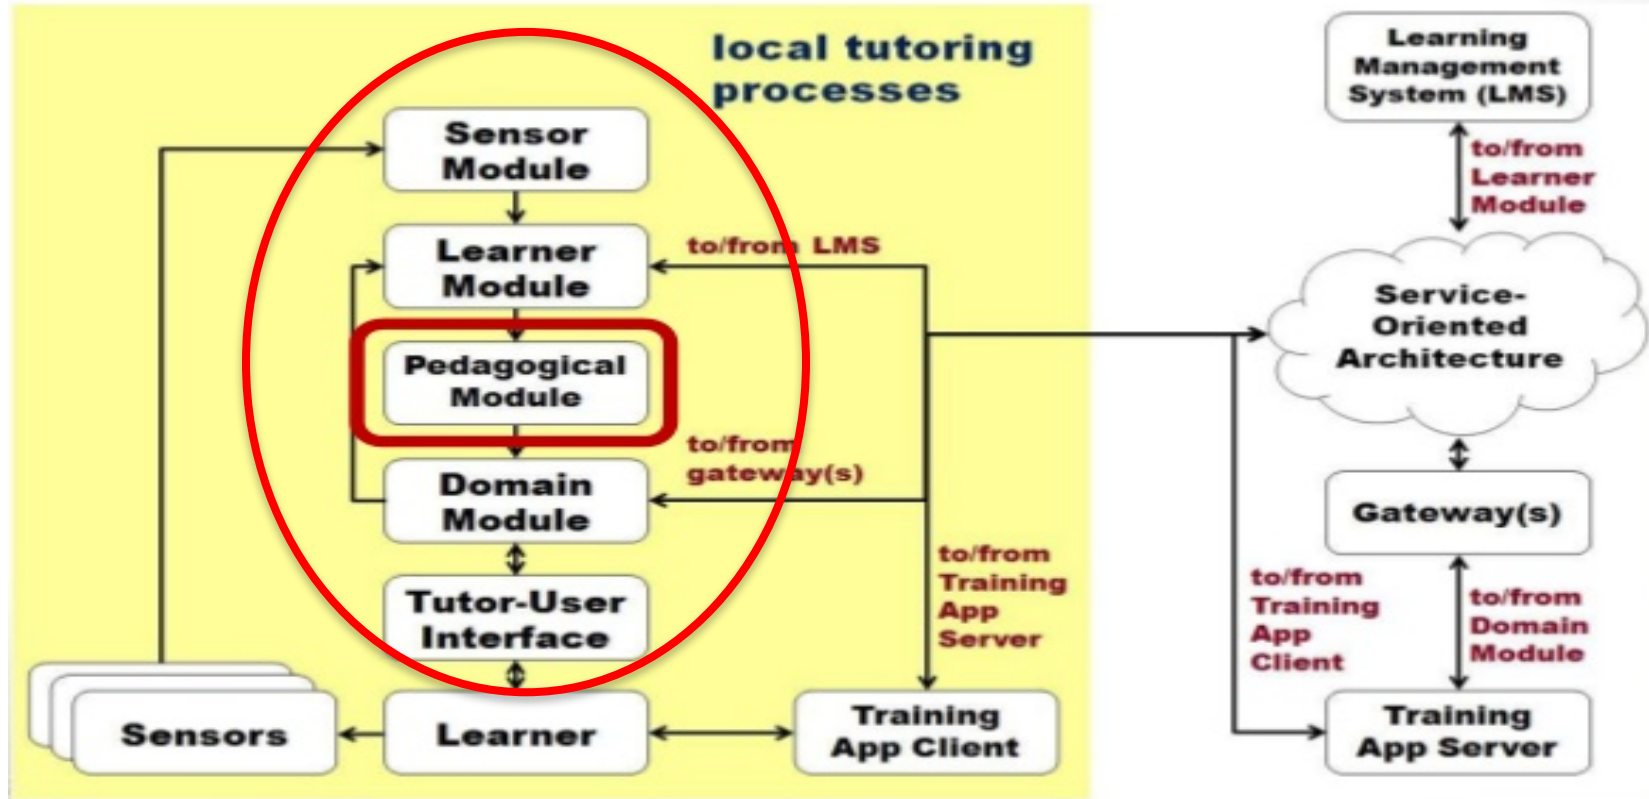 local tutoring
processes
Sensor
Module
Learner
Module
to/from LMS
Pedagogical
Module
to/from
gateway(s)
Domain
Module
Tutor-User
Interface
to/from
Training
App
Server
Sensors
Learner
Training
App Client
Learning
Management
System (LMS)
to/from
Learner
Module
Service-
Oriented
Architecture
Gateway(s)
to/from
Training
App
Client
to/from
Domain
Module
Training
App Server